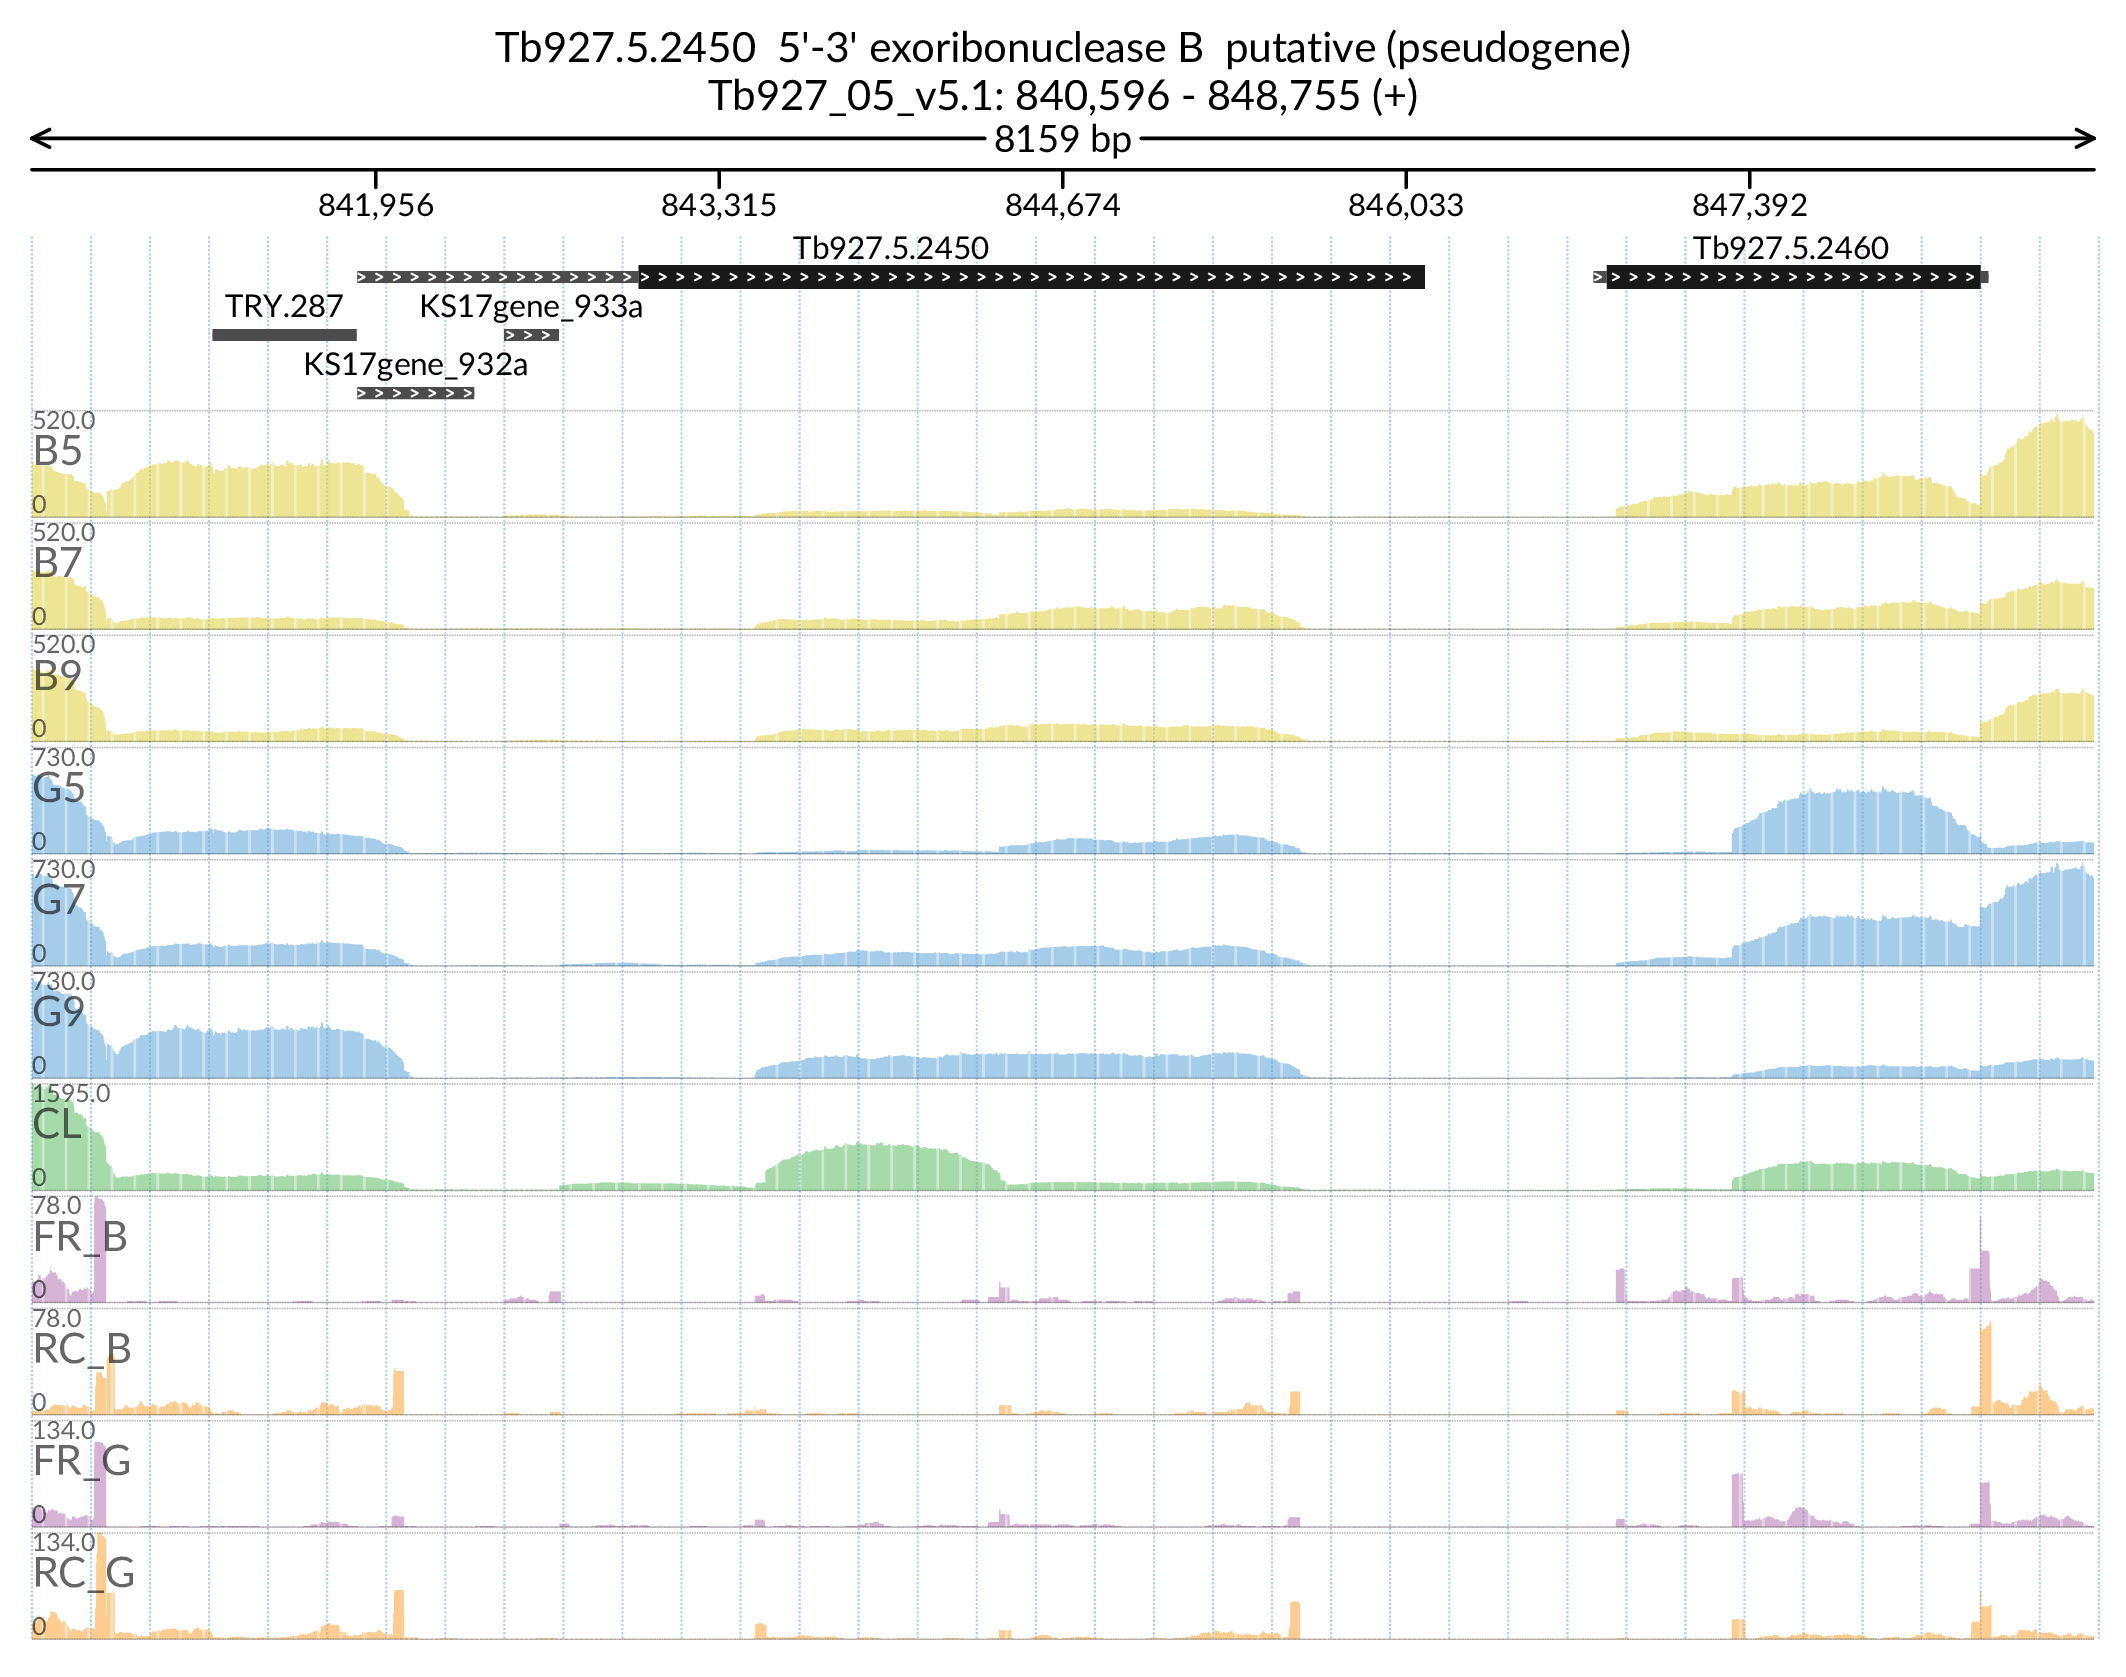 Tb927.5.2450  5'-3' exoribonuclease B  putative (pseudogene)
Tb927_05_v5.1: 840,596 - 848,755 (+)
8159 bp
841,956 843,315 844,674 846,033 847,392
Tb927.5.2450 Tb927.5.2460
TRY.287 KS17gene_933a
KS17gene_932a
520.0
B5
0
520.0
B7
0
520.0
B9
0
730.0
G5
0
730.0
G7
0
730.0
G9
0
1595.0
CL
0
78.0
FR_B
0
78.0
RC_B
0
134.0
FR_G
0
134.0
RC_G
0